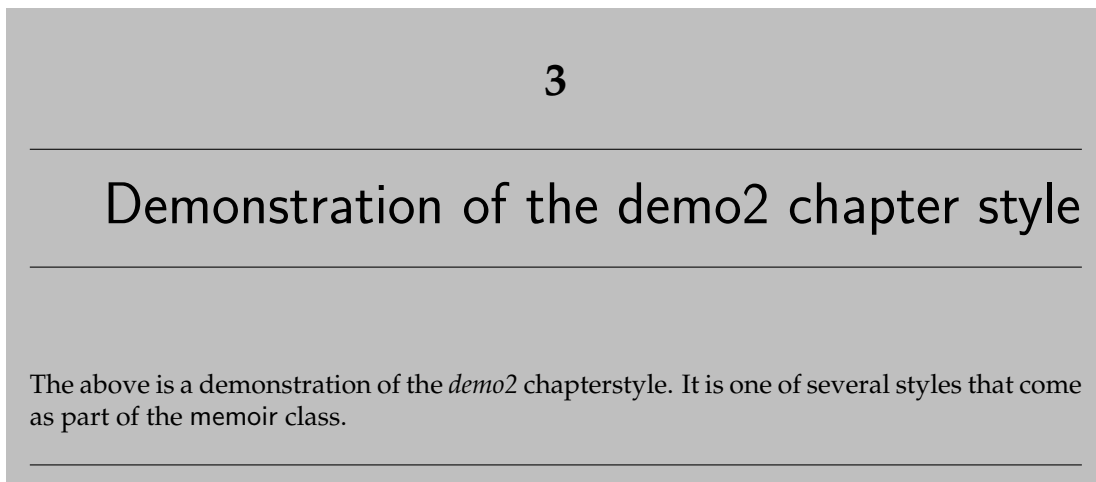 3
Demonstration of the demo2 chapter style
The above is a demonstration of the demo2 chapterstyle. It is one of several styles that come
as part of the memoir class.